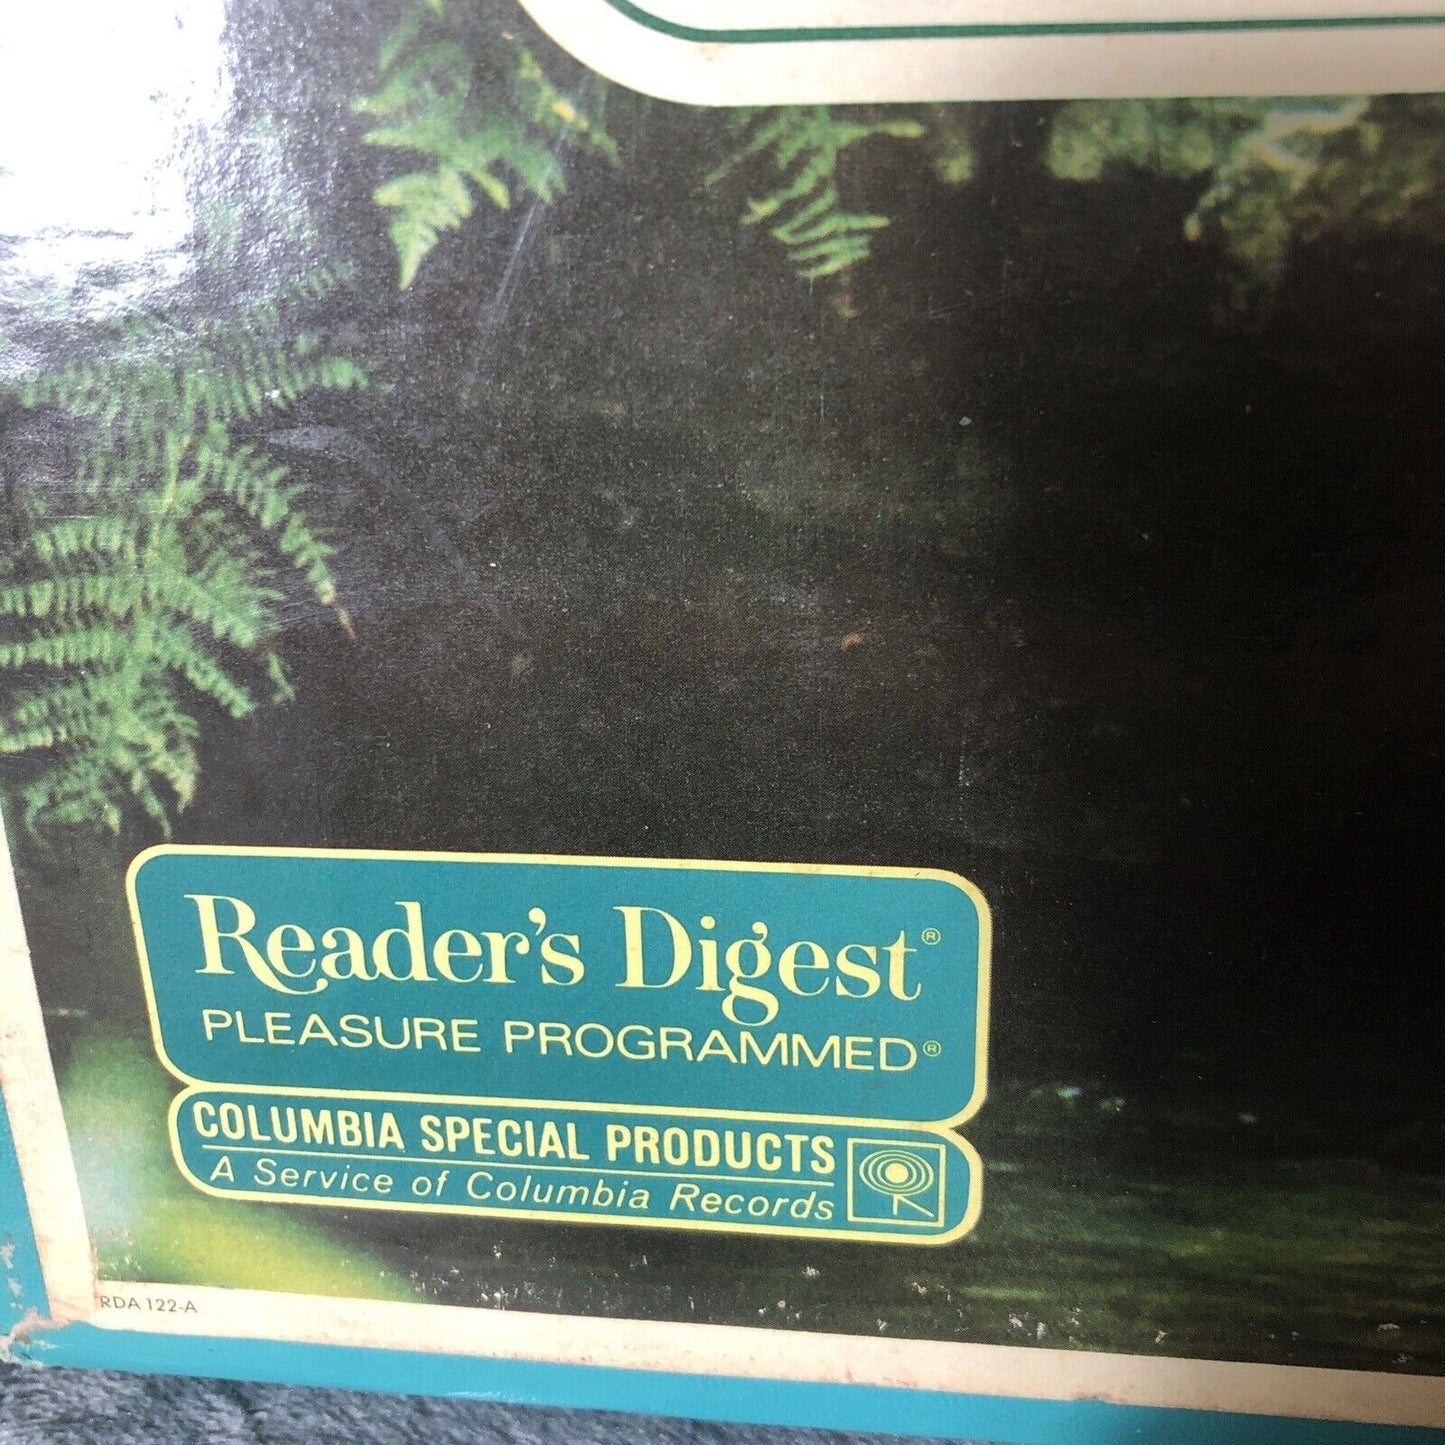 Reader's Digest®
PLEASURE PROGRAMMED®
COLUMBIA SPECIAL PRODUCTS
A Service of Columbia Records
RDA 122-A